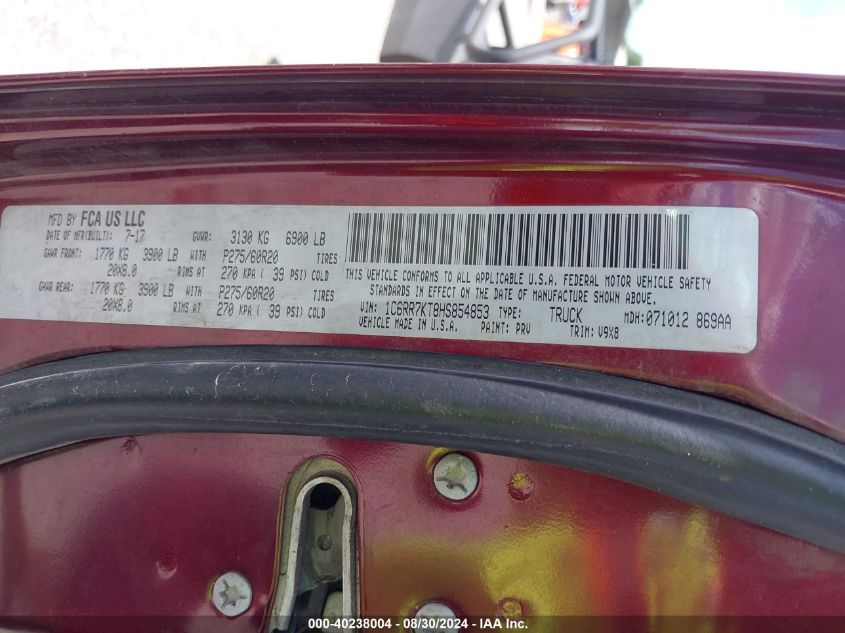 MFD BY FCA US LLC
DATE OF MFR(BUILT): 7-17 GVWR: 3130 KG 6900 LB
GAWR FRONT: 1770 KG 3900 LB WITH P275/60R20 TIRES
20X8.0 RIMS AT 270 KPA ( 39 PSI) COLD
GAWR REAR: 1770 KG 3900 LB WITH P275/60R20 TIRES
20X8.0 RIMS AT 270 KPA ( 39 PSI) COLD
THIS VEHICLE CONFORMS TO ALL APPLICABLE U.S.A. FEDERAL MOTOR VEHICLE SAFETY
STANDARDS IN EFFECT ON THE DATE OF MANUFACTURE SHOWN ABOVE.
VIN: 1C6RR7KT8HS854853 TYPE: TRUCK MDH: 071012 869AA
VEHICLE MADE IN U.S.A. PAINT: PRV TRIM: V9X8
000-40238004 - 08/30/2024 - IAA Inc.